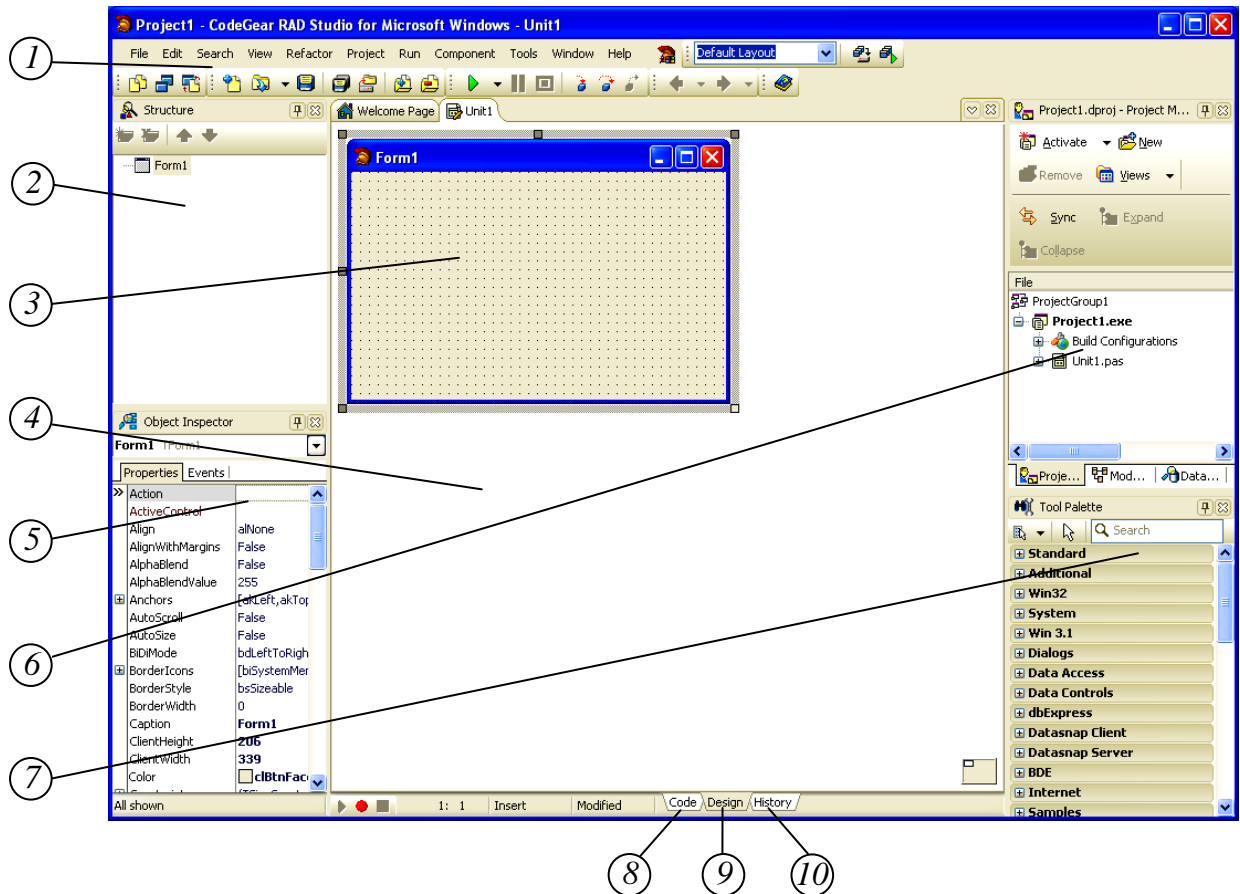 Project1 - CodeGear RAD Studio for Microsoft Windows - Unit1
File Edit Search View Refactor Project Run Component Tools Window Help Default Layout
1
Structure
Form1
2
3
Welcome Page Unit1
Form1
4
Object Inspector
Form1 TForm1
Properties Events
Action
ActiveControl
Align alNone
AlignWithMargins False
AlphaBlend False
AlphaBlendValue 255
Anchors [akLeft,akTop
AutoScroll False
AutoSize False
BiDiMode bdLeftToRigh
BorderIcons [biSystemMen
BorderStyle bsSizeable
BorderWidth 0
Caption Form1
ClientHeight 206
ClientWidth 339
Color clBtnFac
All shown
5
6
7
1: 1 Insert Modified Code Design History
8 9 10
Project1.dproj - Project M...
Activate New
Remove Views
Sync Expand
Collapse
File
ProjectGroup1
Project1.exe
Build Configurations
Unit1.pas
Proje... Mod... Data...
Tool Palette
Search
Standard
Additional
Win32
System
Win 3.1
Dialogs
Data Access
Data Controls
dbExpress
Datasnap Client
Datasnap Server
BDE
Internet
Samples